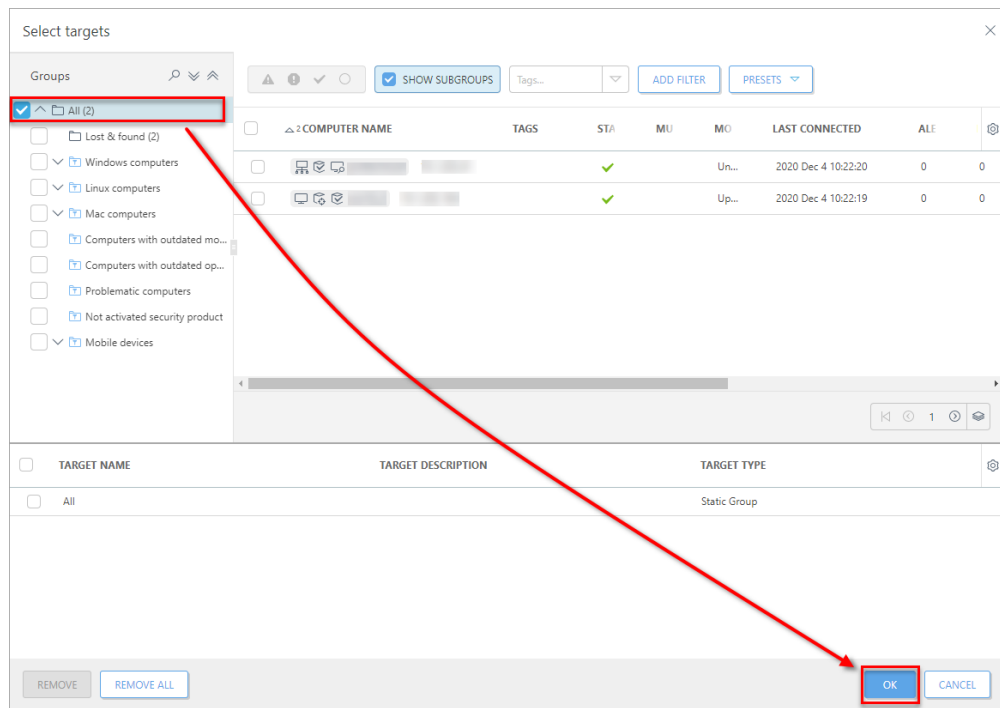 Select targets
Groups
SHOW SUBGROUPS Tags... ADD FILTER PRESETS
All (2)
Lost & found (2)
Windows computers
Linux computers
Mac computers
Computers with outdated mo...
Computers with outdated op...
Problematic computers
Not activated security product
Mobile devices
2 COMPUTER NAME TAGS STA MU MO LAST CONNECTED ALE
Un... 2020 Dec 4 10:22:20 0 0
Up... 2020 Dec 4 10:22:19 0 0
1
TARGET NAME TARGET DESCRIPTION TARGET TYPE
All Static Group
REMOVE REMOVE ALL OK CANCEL